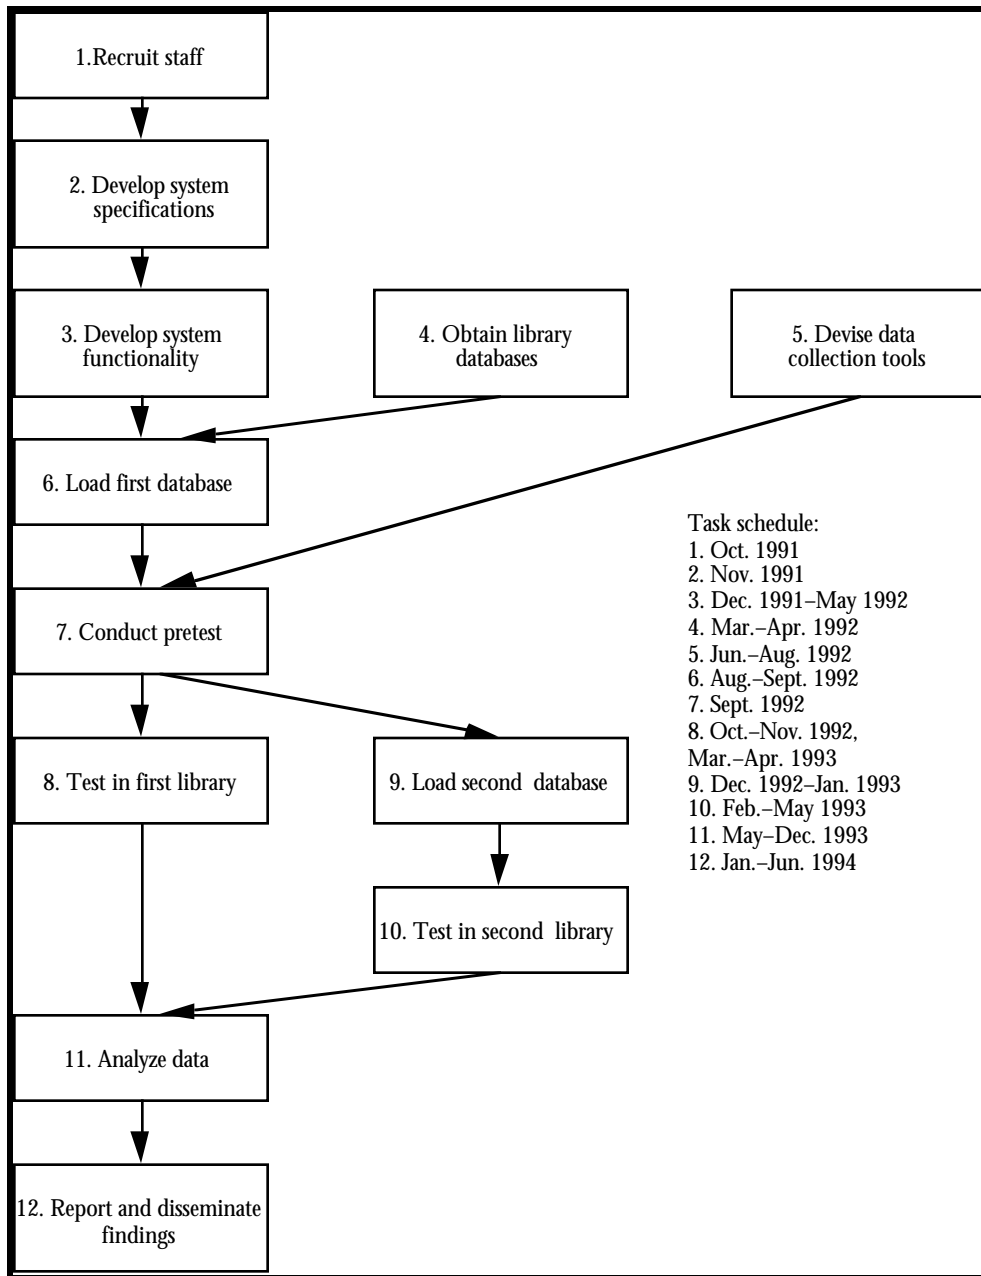 1.Recruit staff
2. Develop system
specifications
3. Develop system
functionality
4. Obtain library
databases
5. Devise data
collection tools
6. Load first database
7. Conduct pretest
Task schedule:
1. Oct. 1991
2. Nov. 1991
3. Dec. 1991–May 1992
4. Mar.–Apr. 1992
5. Jun.–Aug. 1992
6. Aug.–Sept. 1992
7. Sept. 1992
8. Oct.–Nov. 1992,
Mar.–Apr. 1993
9. Dec. 1992–Jan. 1993
10. Feb.–May 1993
11. May–Dec. 1993
12. Jan.–Jun. 1994
8. Test in first library
9. Load second  database
10. Test in second  library
11. Analyze data
12. Report and disseminate
findings